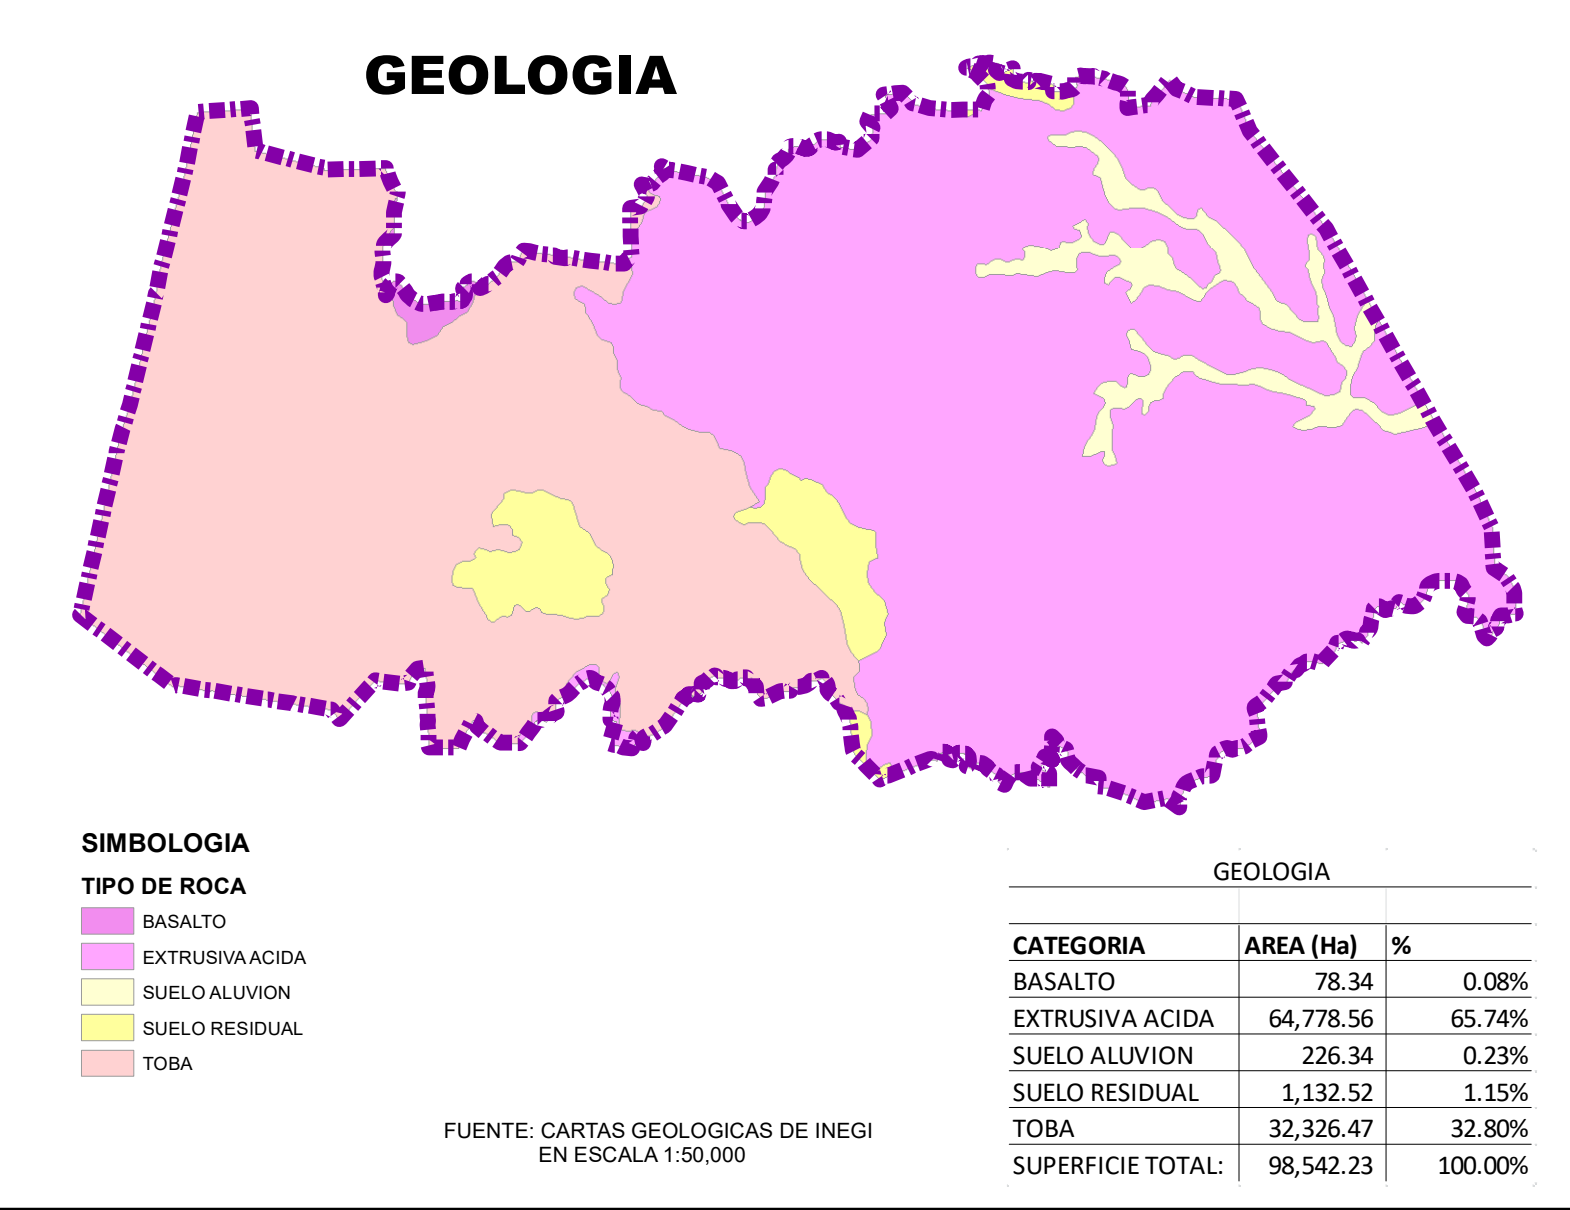 GEOLOGIA
SIMBOLOGIA
TIPO DE ROCA
BASALTO
EXTRUSIVA ACIDA
SUELO ALUVION
SUELO RESIDUAL
TOBA
FUENTE: CARTAS GEOLOGICAS DE INEGI
EN ESCALA 1:50,000
GEOLOGIA
CATEGORIA AREA (Ha) %
BASALTO 78.34 0.08%
EXTRUSIVA ACIDA 64,778.56 65.74%
SUELO ALUVION 226.34 0.23%
SUELO RESIDUAL 1,132.52 1.15%
TOBA 32,326.47 32.80%
SUPERFICIE TOTAL: 98,542.23 100.00%